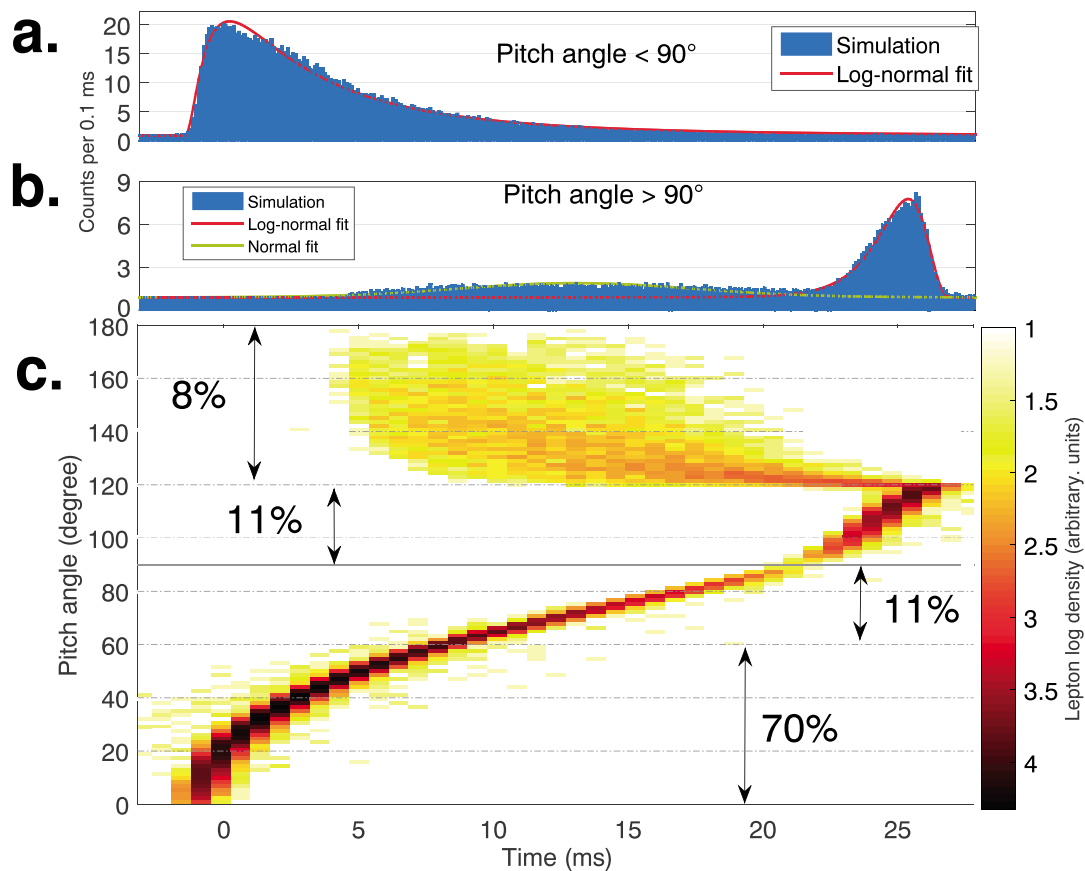 a.
20
15
10
5
0
Counts per 0.1 ms
Pitch angle < 90°
Simulation
Log-normal fit
b.
9
6
3
0
Pitch angle > 90°
Simulation
Log-normal fit
Normal fit
c.
180
160
140
120
100
80
60
40
20
0
Pitch angle (degree)
8%
11%
11%
70%
0 5 10 15 20 25
Time (ms)
1
1.5
2
2.5
3
3.5
4
Lepton log density (arbitrary units)